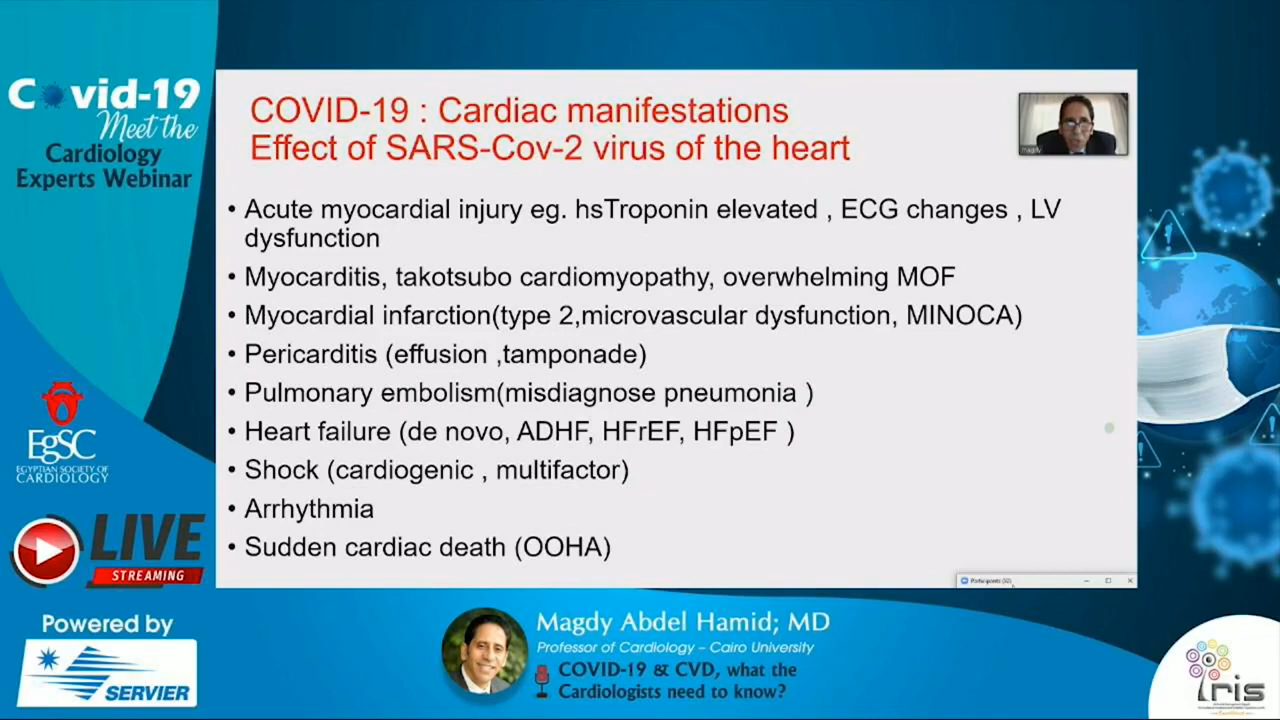 Covid-19
Meet the
Cardiology
Experts Webinar
COVID-19 : Cardiac manifestations
Effect of SARS-Cov-2 virus of the heart
magdy
• Acute myocardial injury eg. hsTroponin elevated , ECG changes , LV
dysfunction
• Myocarditis, takotsubo cardiomyopathy, overwhelming MOF
• Myocardial infarction(type 2,microvascular dysfunction, MINOCA)
• Pericarditis (effusion ,tamponade)
• Pulmonary embolism(misdiagnose pneumonia )
• Heart failure (de novo, ADHF, HFrEF, HFpEF )
• Shock (cardiogenic , multifactor)
• Arrhythmia
• Sudden cardiac death (OOHA)
EgSC
EGYPTIAN SOCIETY OF
CARDIOLOGY
LIVE
STREAMING
Participants (32)
Powered by
SERVIER
Magdy Abdel Hamid; MD
Professor of Cardiology – Cairo University
COVID-19 & CVD, what the
Cardiologists need to know?
iris